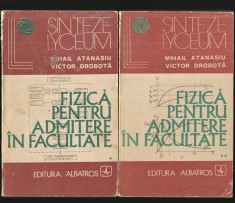 SINTEZE
LYCEUM
MIHAIL ATANASIU
VICTOR DROBOTĂ
FIZICĂ
PENTRU
ADMITERE
ÎN FACULTATE
*
EDITURA ALBATROS
SINTEZE
LYCEUM
MIHAIL ATANASIU
VICTOR DROBOTĂ
FIZICĂ
PENTRU
ADMITERE
ÎN FACULTATE
**
EDITURA ALBATROS